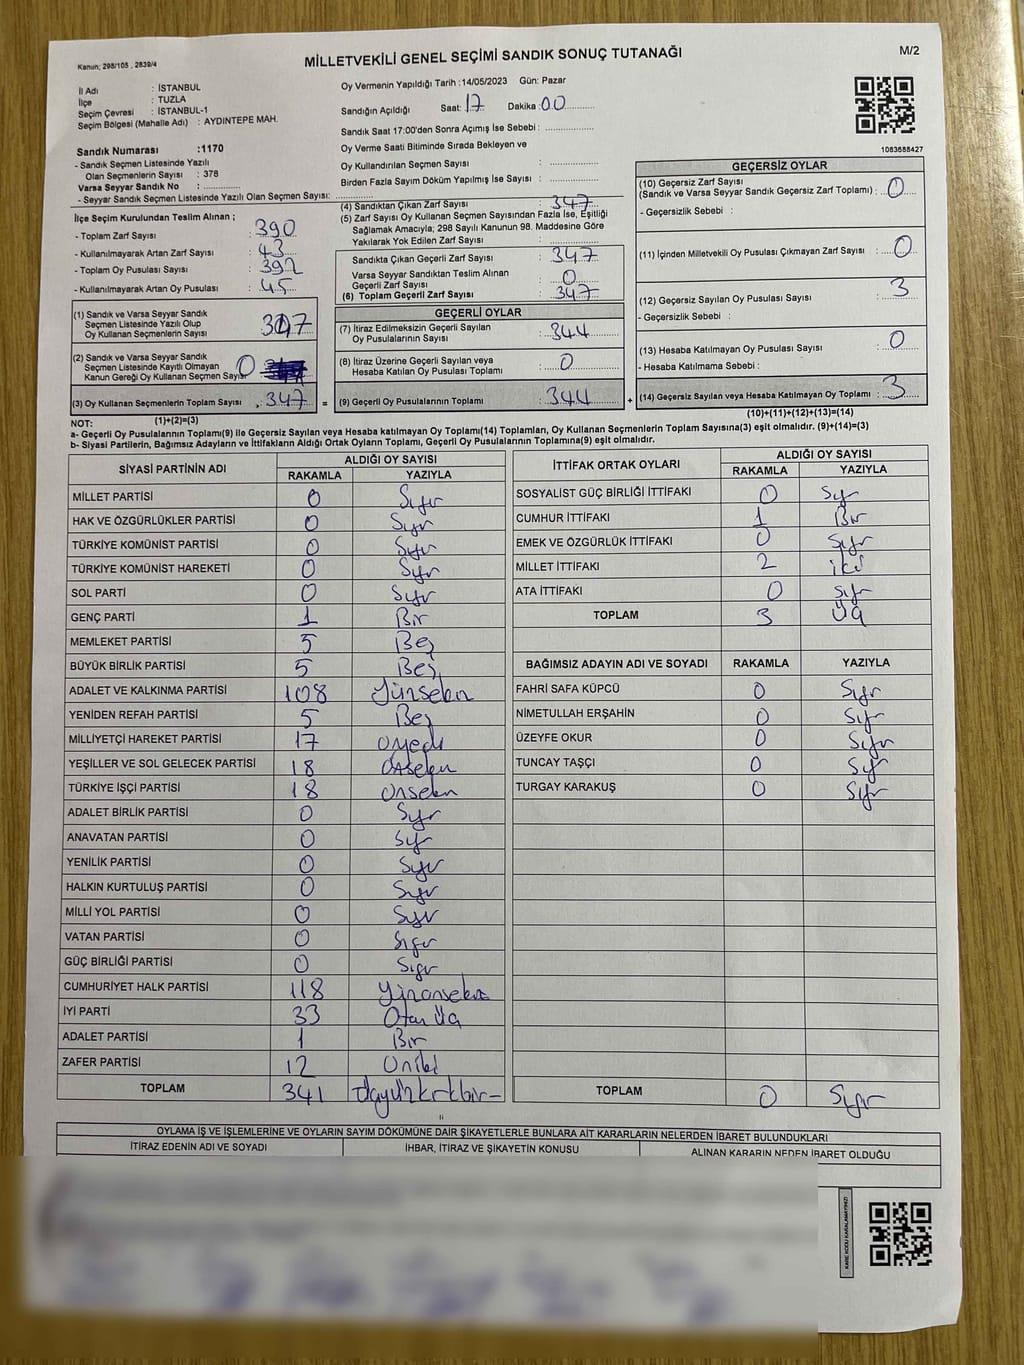 Kanun; 298/105 , 2839/4
MİLLETVEKİLİ GENEL SEÇİMİ SANDIK SONUÇ TUTANAĞI
M/2
İl Adı : İSTANBUL
İlçe : TUZLA
Seçim Çevresi : İSTANBUL-1
Seçim Bölgesi (Mahalle Adı) : AYDINTEPE MAH.
Sandık Numarası :1170
- Sandık Seçmen Listesinde Yazılı
Olan Seçmenlerin Sayısı : 378
Varsa Seyyar Sandık No : ..............
- Seyyar Sandık Seçmen Listesinde Yazılı Olan Seçmen Sayısı: ..............
Oy Vermenin Yapıldığı Tarih :14/05/2023 Gün: Pazar
Sandığın Açıldığı Saat: 17 Dakika :00
Sandık Saat 17:00'den Sonra Açımış İse Sebebi : ..............
Oy Verme Saati Bitiminde Sırada Bekleyen ve
Oy Kullandırılan Seçmen Sayısı : ..............
Birden Fazla Sayım Döküm Yapılmış İse Sayısı : ..............
1083688427
İlçe Seçim Kurulundan Teslim Alınan ;
- Toplam Zarf Sayısı : 390
- Kullanılmayarak Artan Zarf Sayısı : 43
- Toplam Oy Pusulası Sayısı : 392
- Kullanılmayarak Artan Oy Pusulası : 45
(1) Sandık ve Varsa Seyyar Sandık
Seçmen Listesinde Yazılı Olup
Oy Kullanan Seçmenlerin Sayısı 347
(2) Sandık ve Varsa Seyyar Sandık
Seçmen Listesinde Kayıtlı Olmayan
Kanun Gereği Oy Kullanan Seçmen Sayısı 0
(3) Oy Kullanan Seçmenlerin Toplam Sayısı : 347 =
(1)+(2)=(3)
(4) Sandıktan Çıkan Zarf Sayısı : 347
(5) Zarf Sayısı Oy Kullanan Seçmen Sayısından Fazla İse, Eşitliği
Sağlamak Amacıyla; 298 Sayılı Kanunun 98. Maddesine Göre
Yakılarak Yok Edilen Zarf Sayısı : ..............
Sandıkta Çıkan Geçerli Zarf Sayısı : 347
Varsa Seyyar Sandıktan Teslim Alınan
Geçerli Zarf Sayısı : 0
(6) Toplam Geçerli Zarf Sayısı : 347
GEÇERLİ OYLAR
(7) İtiraz Edilmeksizin Geçerli Sayılan
Oy Pusulalarının Sayısı : 344
(8) İtiraz Üzerine Geçerli Sayılan veya
Hesaba Katılan Oy Pusulası Toplamı : 0
(9) Geçerli Oy Pusulalarının Toplamı : 344 +
GEÇERSİZ OYLAR
(10) Geçersiz Zarf Sayısı
(Sandık ve Varsa Seyyar Sandık Geçersiz Zarf Toplamı) : 0
- Geçersizlik Sebebi :
(11) İçinden Milletvekili Oy Pusulası Çıkmayan Zarf Sayısı : 0
(12) Geçersiz Sayılan Oy Pusulası Sayısı : 3
- Geçersizlik Sebebi :
(13) Hesaba Katılmayan Oy Pusulası Sayısı : 0
- Hesaba Katılmama Sebebi :
(14) Geçersiz Sayılan veya Hesaba Katılmayan Oy Toplamı : 3
(10)+(11)+(12)+(13)=(14)
NOT:
a- Geçerli Oy Pusulalarının Toplamı(9) ile Geçersiz Sayılan veya Hesaba katılmayan Oy Toplamı(14) Toplamları, Oy Kullanan Seçmenlerin Toplam Sayısına(3) eşit olmalıdır. (9)+(14)=(3)
b- Siyasi Partilerin, Bağımsız Adayların ve İttifakların Aldığı Ortak Oyların Toplamı, Geçerli Oy Pusulalarının Toplamına(9) eşit olmalıdır.
SİYASİ PARTİNİN ADI ALDIĞI OY SAYISI
RAKAMLA YAZIYLA
MİLLET PARTİSİ 0 Sıfır
HAK VE ÖZGÜRLÜKLER PARTİSİ 0 Sıfır
TÜRKİYE KOMÜNİST PARTİSİ 0 Sıfır
TÜRKİYE KOMÜNİST HAREKETİ 0 Sıfır
SOL PARTİ 0 Sıfır
GENÇ PARTİ 1 Bir
MEMLEKET PARTİSİ 5 Beş
BÜYÜK BİRLİK PARTİSİ 5 Beş
ADALET VE KALKINMA PARTİSİ 108 Yüzsekiz
YENİDEN REFAH PARTİSİ 5 Beş
MİLLİYETÇİ HAREKET PARTİSİ 17 Onyedi
YEŞİLLER VE SOL GELECEK PARTİSİ 18 Onsekiz
TÜRKİYE İŞÇİ PARTİSİ 18 Onsekiz
ADALET BİRLİK PARTİSİ 0 Sıfır
ANAVATAN PARTİSİ 0 Sıfır
YENİLİK PARTİSİ 0 Sıfır
HALKIN KURTULUŞ PARTİSİ 0 Sıfır
MİLLİ YOL PARTİSİ 0 Sıfır
VATAN PARTİSİ 0 Sıfır
GÜÇ BİRLİĞİ PARTİSİ 0 Sıfır
CUMHURİYET HALK PARTİSİ 118 Yüzonsekiz
İYİ PARTİ 33 Otuz Üç
ADALET PARTİSİ 1 Bir
ZAFER PARTİSİ 12 Oniki
TOPLAM 341 üçyüzkırkbir-
İTTİFAK ORTAK OYLARI ALDIĞI OY SAYISI
RAKAMLA YAZIYLA
SOSYALİST GÜÇ BİRLİĞİ İTTİFAKI 0 Sıfır
CUMHUR İTTİFAKI 1 Bir
EMEK VE ÖZGÜRLÜK İTTİFAKI 0 Sıfır
MİLLET İTTİFAKI 2 iki
ATA İTTİFAKI 0 Sıfır
TOPLAM 3 Üç
BAĞIMSIZ ADAYIN ADI VE SOYADI RAKAMLA YAZIYLA
FAHRİ SAFA KÜPCÜ 0 Sıfır
NİMETULLAH ERŞAHİN 0 Sıfır
ÜZEYFE OKUR 0 Sıfır
TUNCAY TAŞÇI 0 Sıfır
TURGAY KARAKUŞ 0 Sıfır
TOPLAM 0 Sıfır
OYLAMA İŞ VE İŞLEMLERİNE VE OYLARIN SAYIM DÖKÜMÜNE DAİR ŞİKAYETLERLE BUNLARA AİT KARARLARIN NELERDEN İBARET BULUNDUKLARI
İTİRAZ EDENİN ADI VE SOYADI İHBAR, İTİRAZ VE ŞİKAYETİN KONUSU ALINAN KARARIN NEDEN İBARET OLDUĞU
KARE KODU KARALAMAYINIZ!